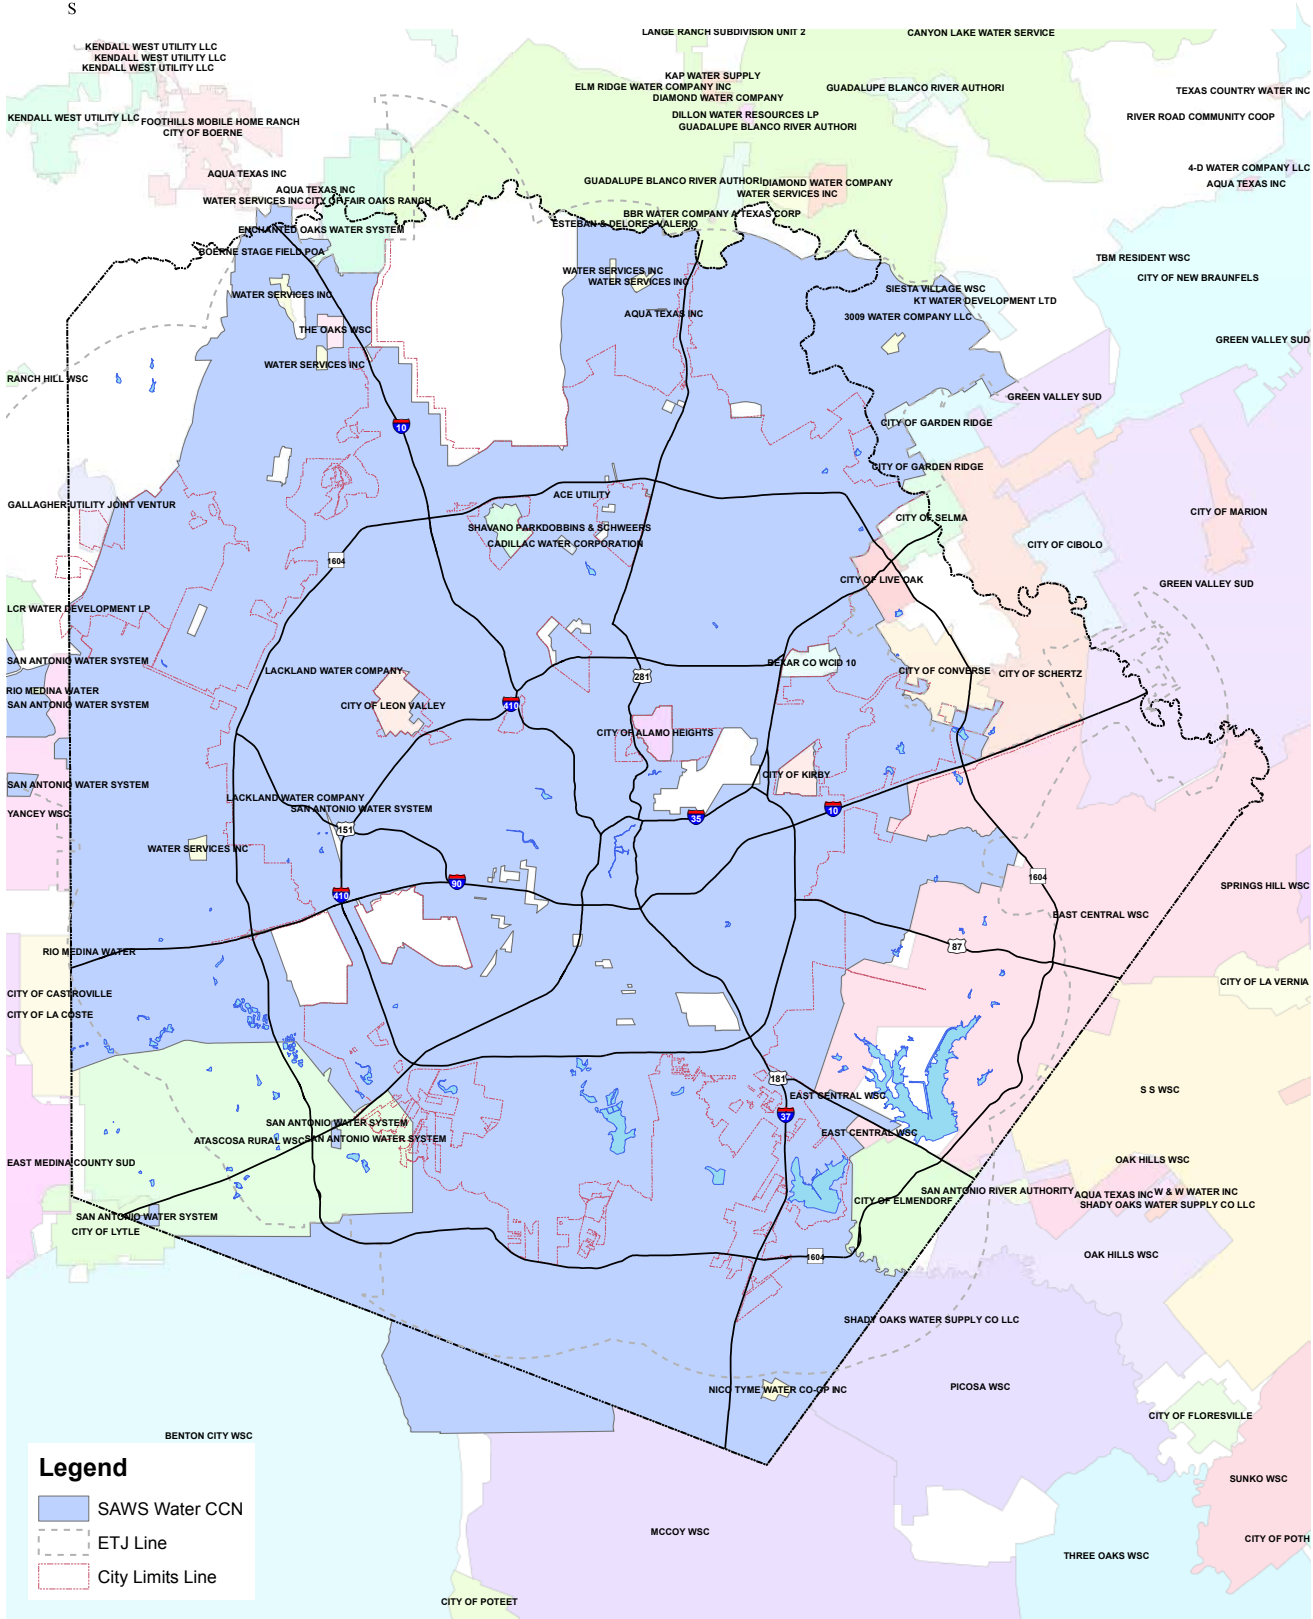 S
LANGE RANCH SUBDIVISION UNIT 2
CANYON LAKE WATER SERVICE
KENDALL WEST UTILITY LLC
KENDALL WEST UTILITY LLC
KENDALL WEST UTILITY LLC
KAP WATER SUPPLY
ELM RIDGE WATER COMPANY INC
GUADALUPE BLANCO RIVER AUTHORI
TEXAS COUNTRY WATER INC
DIAMOND WATER COMPANY
KENDALL WEST UTILITY LLC
FOOTHILLS MOBILE HOME RANCH
DILLON WATER RESOURCES LP
RIVER ROAD COMMUNITY COOP
CITY OF BOERNE
GUADALUPE BLANCO RIVER AUTHORI
4-D WATER COMPANY LLC
AQUA TEXAS INC
GUADALUPE BLANCO RIVER AUTHORI
DIAMOND WATER COMPANY
AQUA TEXAS INC
AQUA TEXAS INC
WATER SERVICES INC
WATER SERVICES INC
CITY OF FAIR OAKS RANCH
BBR WATER COMPANY A TEXAS CORP
ESTEBAN & DELORES VALERIO
ENCHANTED OAKS WATER SYSTEM
BOERNE STAGE FIELD POA
TBM RESIDENT WSC
WATER SERVICES INC
WATER SERVICES INC
CITY OF NEW BRAUNFELS
SIESTA VILLAGE WSC
WATER SERVICES INC
KT WATER DEVELOPMENT LTD
AQUA TEXAS INC
3009 WATER COMPANY LLC
THE OAKS WSC
GREEN VALLEY SUD
WATER SERVICES INC
RANCH HILL WSC
GREEN VALLEY SUD
10
CITY OF GARDEN RIDGE
CITY OF GARDEN RIDGE
ACE UTILITY
GALLAGHER UTILITY JOINT VENTUR
CITY OF MARION
CITY OF SELMA
SHAVANO PARK
DOBBINS & SCHWEERS
CADILLAC WATER CORPORATION
CITY OF CIBOLO
1604
CITY OF LIVE OAK
GREEN VALLEY SUD
LCR WATER DEVELOPMENT LP
SAN ANTONIO WATER SYSTEM
BEXAR CO WCID 10
LACKLAND WATER COMPANY
CITY OF CONVERSE
CITY OF SCHERTZ
281
RIO MEDINA WATER
SAN ANTONIO WATER SYSTEM
CITY OF LEON VALLEY
410
CITY OF ALAMO HEIGHTS
CITY OF KIRBY
SAN ANTONIO WATER SYSTEM
LACKLAND WATER COMPANY
SAN ANTONIO WATER SYSTEM
10
YANCEY WSC
35
151
WATER SERVICES INC
1604
90
SPRINGS HILL WSC
410
EAST CENTRAL WSC
87
RIO MEDINA WATER
CITY OF LA VERNIA
CITY OF CASTROVILLE
CITY OF LA COSTE
181
S S WSC
EAST CENTRAL WSC
37
SAN ANTONIO WATER SYSTEM
EAST CENTRAL WSC
ATASCOSA RURAL WSC
SAN ANTONIO WATER SYSTEM
EAST MEDINA COUNTY SUD
OAK HILLS WSC
SAN ANTONIO RIVER AUTHORITY
AQUA TEXAS INC
W & W WATER INC
CITY OF ELMENDORF
SHADY OAKS WATER SUPPLY CO LLC
SAN ANTONIO WATER SYSTEM
CITY OF LYTLE
1604
OAK HILLS WSC
SHADY OAKS WATER SUPPLY CO LLC
NICO TYME WATER CO-OP INC
PICOSA WSC
CITY OF FLORESVILLE
BENTON CITY WSC
SUNKO WSC
MCCOY WSC
CITY OF POTH
THREE OAKS WSC
CITY OF POTEET
Legend
SAWS Water CCN
ETJ Line
City Limits Line